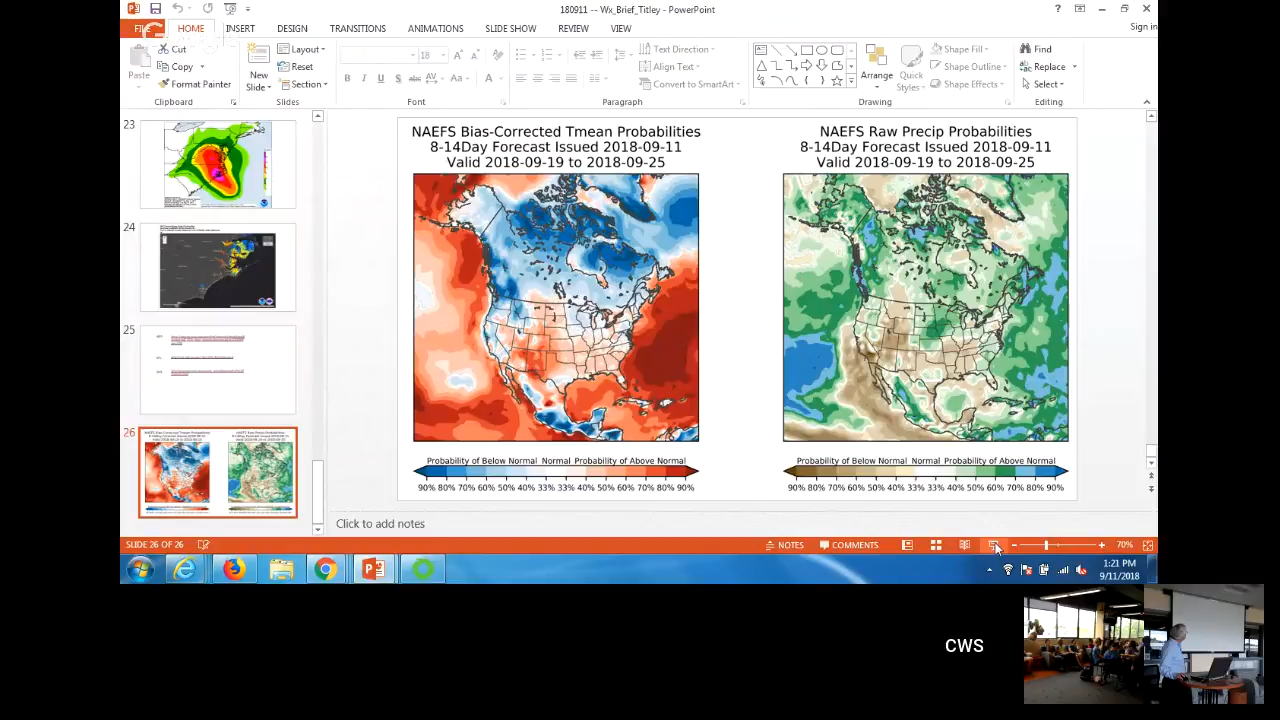 180911 -- Wx_Brief_Titley - PowerPoint
Sign in
FILE HOME INSERT DESIGN TRANSITIONS ANIMATIONS SLIDE SHOW REVIEW VIEW
Paste
Cut
Copy
Format Painter
Clipboard
New Slide
Layout
Reset
Section
Slides
18
B I U S abc AV Aa A
Font
Text Direction
Align Text
Convert to SmartArt
Paragraph
Arrange
Quick Styles
Shape Fill
Shape Outline
Shape Effects
Drawing
Find
Replace
Select
Editing
23
24
25
26
NAEFS Bias-Corrected Tmean Probabilities
8-14Day Forecast Issued 2018-09-11
Valid 2018-09-19 to 2018-09-25
Probability of Below Normal Normal Probability of Above Normal
90% 80% 70% 60% 50% 40% 33% 33% 40% 50% 60% 70% 80% 90%
NAEFS Raw Precip Probabilities
8-14Day Forecast Issued 2018-09-11
Valid 2018-09-19 to 2018-09-25
Probability of Below Normal Normal Probability of Above Normal
90% 80% 70% 60% 50% 40% 33% 33% 40% 50% 60% 70% 80% 90%
Click to add notes
SLIDE 26 OF 26
NOTES
COMMENTS
70%
1:21 PM
9/11/2018
CWS